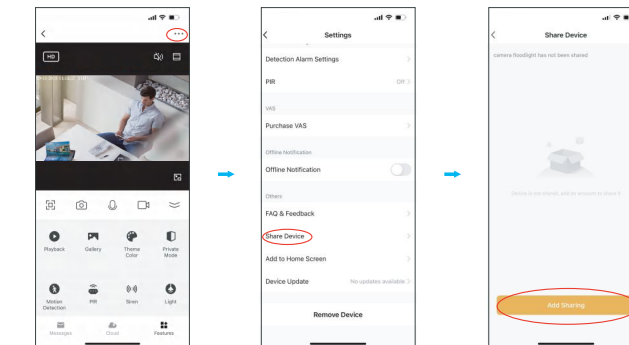 HD
Playback
Gallery
Theme
Color
Private
Mode
Motion
Detection
PIR
Siren
Light
Messages
Cloud
Features
Settings
Detection Alarm Settings
PIR
Off
VAS
Purchase VAS
Offline Notification
Offline Notification
Others
FAQ & Feedback
Share Device
Add to Home Screen
Device Update
No updates available
Remove Device
Share Device
camera floodlight has not been shared
Add Sharing